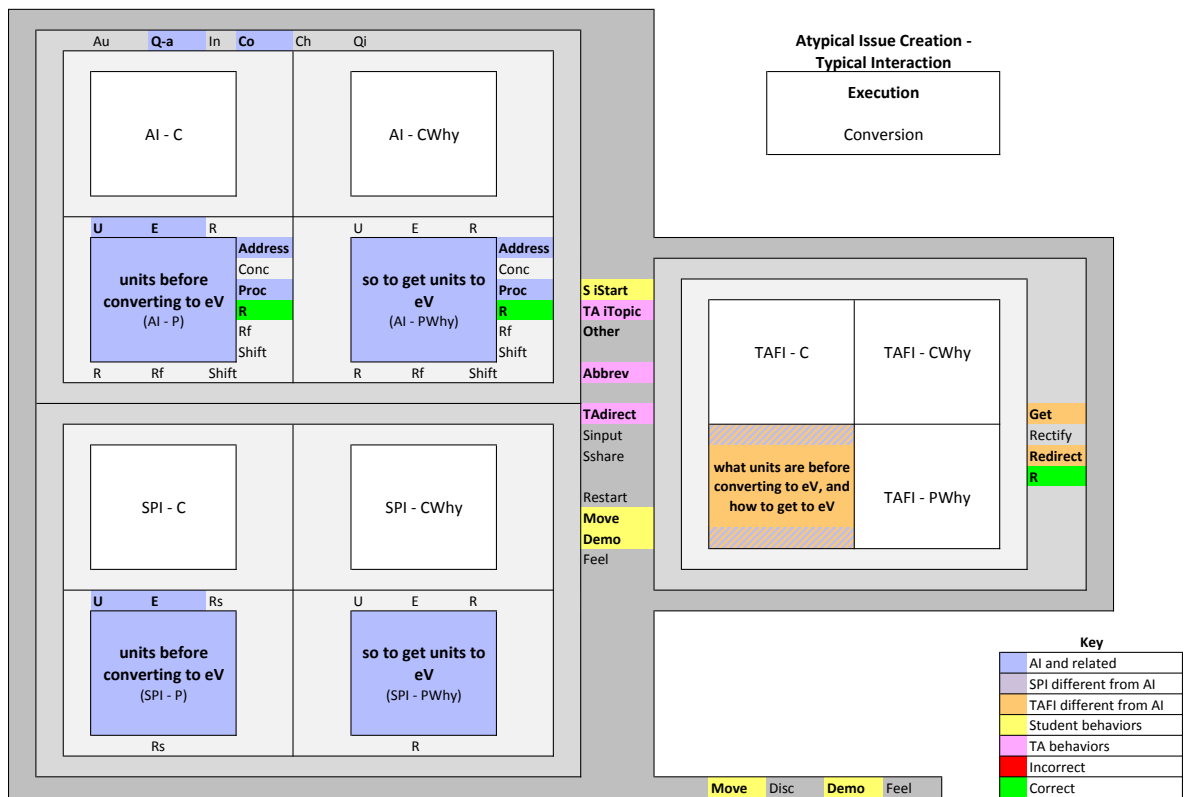 Au Q-a In Co Ch Qi
Atypical Issue Creation -
Typical Interaction
Execution
Conversion
AI - C
AI - CWhy
U E R
U E R
units before
converting to eV
(AI - P)
Address
Conc
Proc
R
Rf
Shift
so to get units to
eV
(AI - PWhy)
Address
Conc
Proc
R
Rf
Shift
R Rf Shift
R Rf Shift
S iStart
TA iTopic
Other
Abbrev
TAdirect
Sinput
Sshare
Restart
Move
Demo
Feel
TAFI - C
TAFI - CWhy
what units are before
converting to eV, and
how to get to eV
TAFI - PWhy
Get
Rectify
Redirect
R
SPI - C
SPI - CWhy
U E Rs
U E R
units before
converting to eV
(SPI - P)
so to get units to
eV
(SPI - PWhy)
Rs
R
Move Disc Demo Feel
Key
AI and related
SPI different from AI
TAFI different from AI
Student behaviors
TA behaviors
Incorrect
Correct